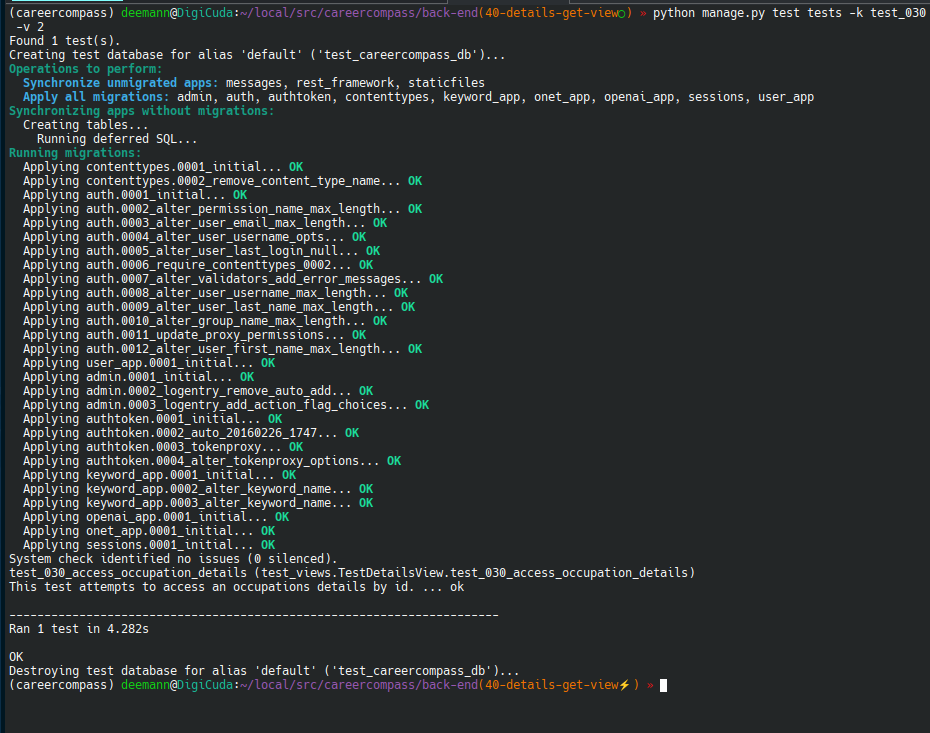 (careercompass) deemann@DigiCuda:~/local/src/careercompass/back-end(40-details-get-view○) » python manage.py test tests -k test_030
-v 2
Found 1 test(s).
Creating test database for alias 'default' ('test_careercompass_db')...
Operations to perform:
  Synchronize unmigrated apps: messages, rest_framework, staticfiles
  Apply all migrations: admin, auth, authtoken, contenttypes, keyword_app, onet_app, openai_app, sessions, user_app
Synchronizing apps without migrations:
  Creating tables...
    Running deferred SQL...
Running migrations:
  Applying contenttypes.0001_initial... OK
  Applying contenttypes.0002_remove_content_type_name... OK
  Applying auth.0001_initial... OK
  Applying auth.0002_alter_permission_name_max_length... OK
  Applying auth.0003_alter_user_email_max_length... OK
  Applying auth.0004_alter_user_username_opts... OK
  Applying auth.0005_alter_user_last_login_null... OK
  Applying auth.0006_require_contenttypes_0002... OK
  Applying auth.0007_alter_validators_add_error_messages... OK
  Applying auth.0008_alter_user_username_max_length... OK
  Applying auth.0009_alter_user_last_name_max_length... OK
  Applying auth.0010_alter_group_name_max_length... OK
  Applying auth.0011_update_proxy_permissions... OK
  Applying auth.0012_alter_user_first_name_max_length... OK
  Applying user_app.0001_initial... OK
  Applying admin.0001_initial... OK
  Applying admin.0002_logentry_remove_auto_add... OK
  Applying admin.0003_logentry_add_action_flag_choices... OK
  Applying authtoken.0001_initial... OK
  Applying authtoken.0002_auto_20160226_1747... OK
  Applying authtoken.0003_tokenproxy... OK
  Applying authtoken.0004_alter_tokenproxy_options... OK
  Applying keyword_app.0001_initial... OK
  Applying keyword_app.0002_alter_keyword_name... OK
  Applying keyword_app.0003_alter_keyword_name... OK
  Applying openai_app.0001_initial... OK
  Applying onet_app.0001_initial... OK
  Applying sessions.0001_initial... OK
System check identified no issues (0 silenced).
test_030_access_occupation_details (test_views.TestDetailsView.test_030_access_occupation_details)
This test attempts to access an occupations details by id. ... ok

----------------------------------------------------------------------
Ran 1 test in 4.282s

OK
Destroying test database for alias 'default' ('test_careercompass_db')...
(careercompass) deemann@DigiCuda:~/local/src/careercompass/back-end(40-details-get-view⚡) »